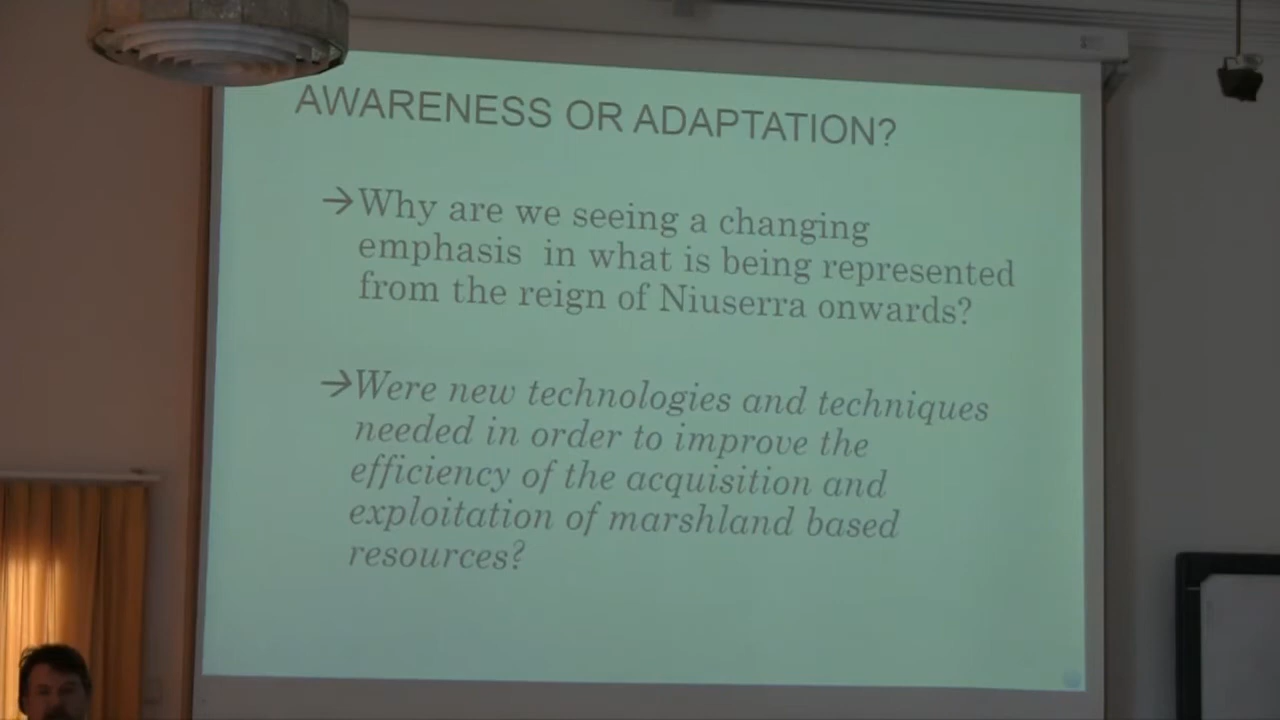 AWARENESS OR ADAPTATION?
→Why are we seeing a changing
emphasis in what is being represented
from the reign of Niuserra onwards?
→Were new technologies and techniques
needed in order to improve the
efficiency of the acquisition and
exploitation of marshland based
resources?